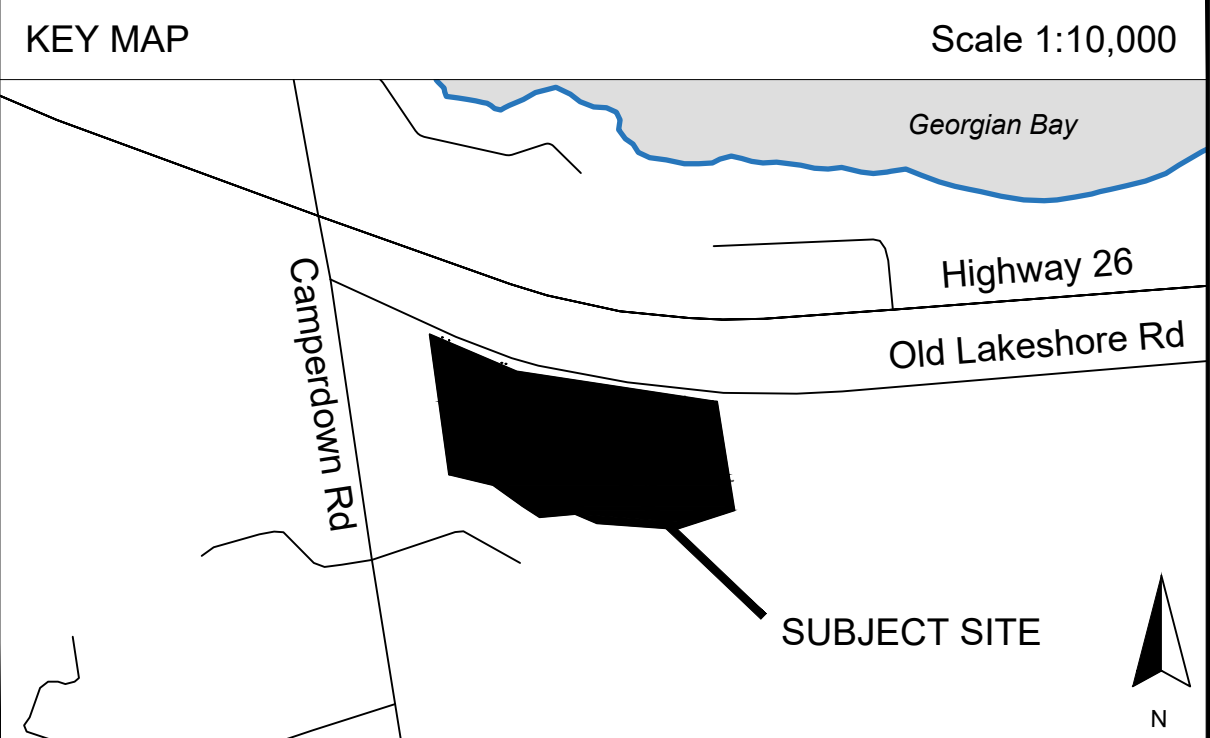 KEY MAP
Scale 1:10,000
Georgian Bay
Highway 26
Old Lakeshore Rd
Camperdown Rd
SUBJECT SITE
N